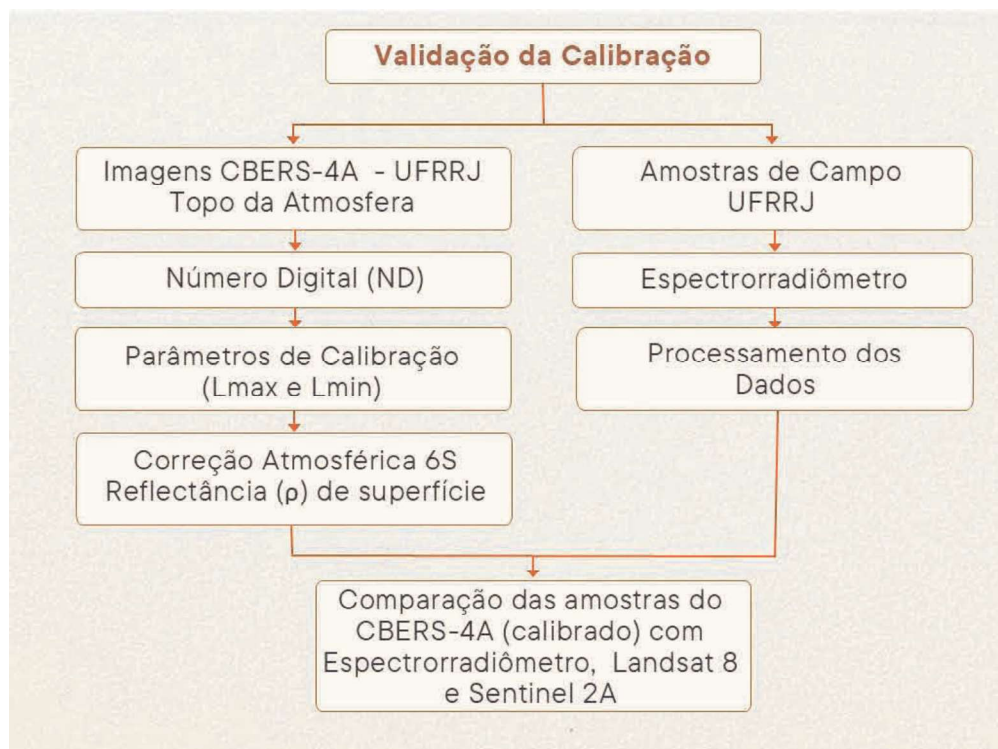 Validação da Calibração
Imagens CBERS-4A - UFRRJ
Topo da Atmosfera
Amostras de Campo
UFRRJ
Número Digital (ND)
Espectrorradiômetro
Parâmetros de Calibração
(Lmax e Lmin)
Processamento dos
Dados
Correção Atmosférica 6S
Reflectância (ρ) de superfície
Comparação das amostras do
CBERS-4A (calibrado) com
Espectrorradiômetro, Landsat 8
e Sentinel 2A